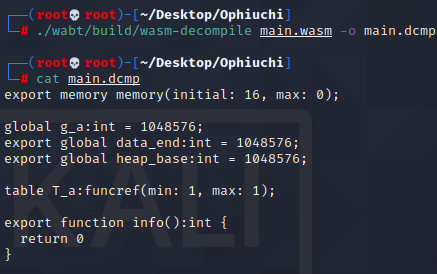 ┌──(root💀root)-[~/Desktop/Ophiuchi]
└─# ./wabt/build/wasm-decompile main.wasm -o main.dcmp
┌──(root💀root)-[~/Desktop/Ophiuchi]
└─# cat main.dcmp
export memory memory(initial: 16, max: 0);
global g_a:int = 1048576;
export global data_end:int = 1048576;
export global heap_base:int = 1048576;
table T_a:funcref(min: 1, max: 1);
export function info():int {
  return 0
}
KALI